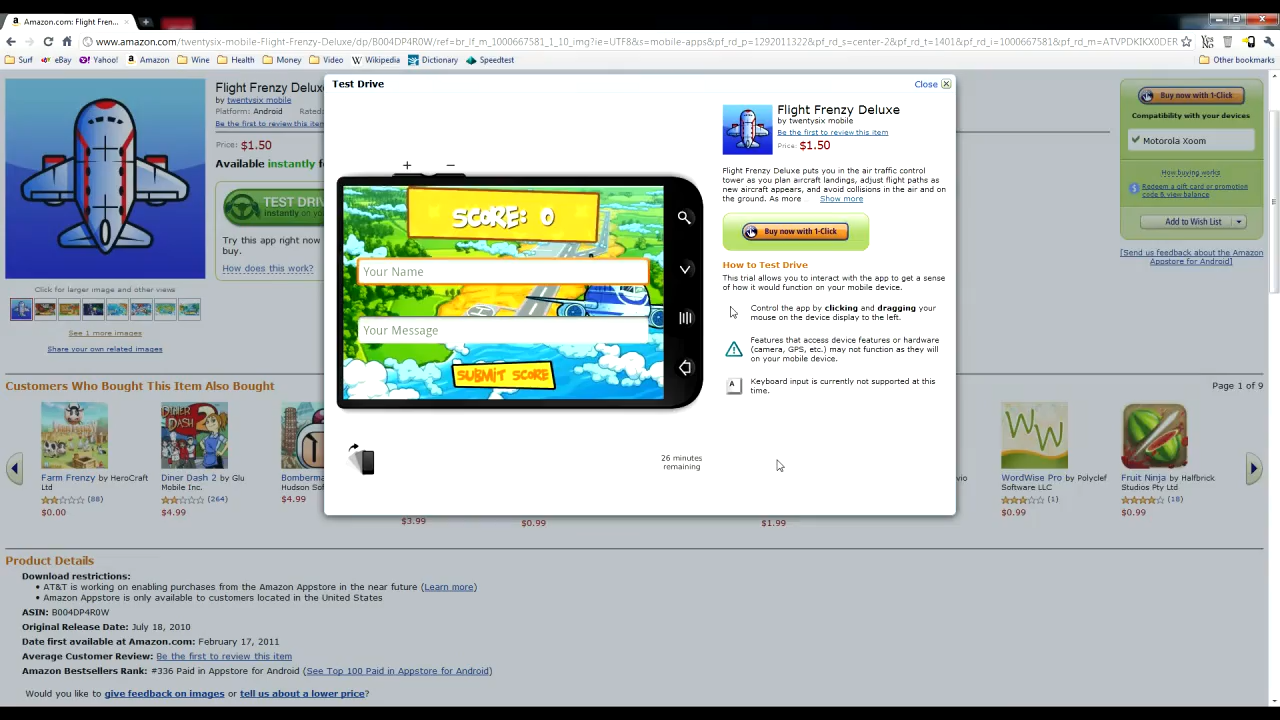 Amazon.com: Flight Fren...
www.amazon.com/twentysix-mobile-Flight-Frenzy-Deluxe/dp/B004DP4R0W/ref=br_lf_m_1000667581_1_10_img?ie=UTF8&s=mobile-apps&pf_rd_p=1292011322&pf_rd_s=center-2&pf_rd_t=1401&pf_rd_i=1000667581&pf_rd_m=ATVPDKIKX0DER
Yes
No
Surf eBay Yahoo! Amazon Wine Health Money Video Wikipedia Dictionary Speedtest Other bookmarks
Flight Frenzy Delux
by twentysix mobile
Platform: Android Rated:
Be the first to review this item
Price: $1.50
Available instantly f
TEST DRI
instantly on
Try this app right now
buy.
How does this work?
Click for larger image and other views
See 1 more images
Share your own related images
Test Drive
Close
SCORE: 0
Your Name
Your Message
SUBMIT SCORE
26 minutes
remaining
Flight Frenzy Deluxe
by twentysix mobile
Be the first to review this item
Price: $1.50
Flight Frenzy Deluxe puts you in the air traffic control
tower as you plan aircraft landings, adjust flight paths as
new aircraft appears, and avoid collisions in the air and on
the ground. As more Show more
Buy now with 1-Click
How to Test Drive
This trial allows you to interact with the app to get a sense
of how it would function on your mobile device.
Control the app by clicking and dragging your
mouse on the device display to the left.
Features that access device features or hardware
(camera, GPS, etc.) may not function as they will
on your mobile device.
A
Keyboard input is currently not supported at this
time.
Buy now with 1-Click
Compatibility with your devices
Motorola Xoom
How buying works
Redeem a gift card or promotion
code & view balance
Add to Wish List
[Send us feedback about the Amazon
Appstore for Android]
Customers Who Bought This Item Also Bought
Page 1 of 9
Farm Frenzy by HeroCraft
Ltd
(88)
$0.00
Diner Dash 2 by Glu
Mobile Inc.
(264)
$4.99
Bomberma
Hudson Sof
$4.99
$3.99
$0.99
$1.99
vio
WordWise Pro by Polyclef
Software LLC
(1)
$0.99
Fruit Ninja by Halfbrick
Studios Pty Ltd
(18)
$0.99
Product Details
Download restrictions:
• AT&T is working on enabling purchases from the Amazon Appstore in the near future (Learn more)
• Amazon Appstore is only available to customers located in the United States
ASIN: B004DP4R0W
Original Release Date: July 18, 2010
Date first available at Amazon.com: February 17, 2011
Average Customer Review: Be the first to review this item
Amazon Bestsellers Rank: #336 Paid in Appstore for Android (See Top 100 Paid in Appstore for Android)
Would you like to give feedback on images or tell us about a lower price?